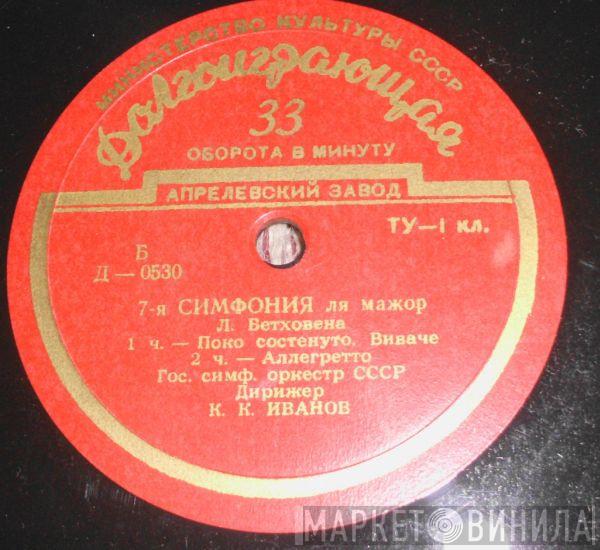 МИНИСТЕРСТВО КУЛЬТУРЫ СССР
Долгоиграющая
33
ОБОРОТА В МИНУТУ
АПРЕЛЕВСКИЙ ЗАВОД
ТУ—1 кл.
Б
Д—0530
7-я СИМФОНИЯ ля мажор
Л. Бетховена
1 ч. — Поко состенуто. Виваче
2 ч. — Аллегретто
Гос. симф. оркестр СССР
Дирижер
К. К. ИВАНОВ
МАРКЕТ ВИНИЛА